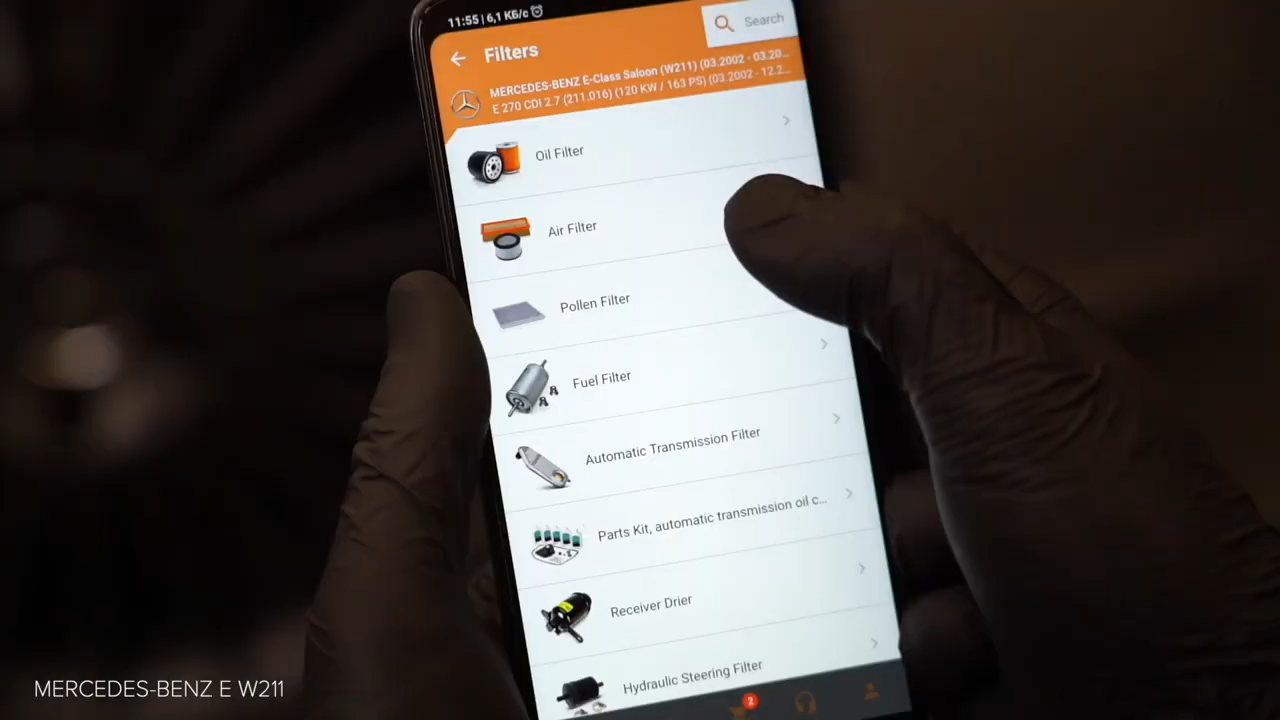 11:55 | 6,1 КБ/с
Search
Filters
MERCEDES-BENZ E-Class Saloon (W211) (03.2002 - 03.20...
E 270 CDI 2.7 (211.016) (120 KW / 163 PS) (03.2002 - 12.2...
Oil Filter
Air Filter
Pollen Filter
Fuel Filter
Automatic Transmission Filter
Parts Kit, automatic transmission oil c...
Receiver Drier
Hydraulic Steering Filter
2
MERCEDES-BENZ E W211